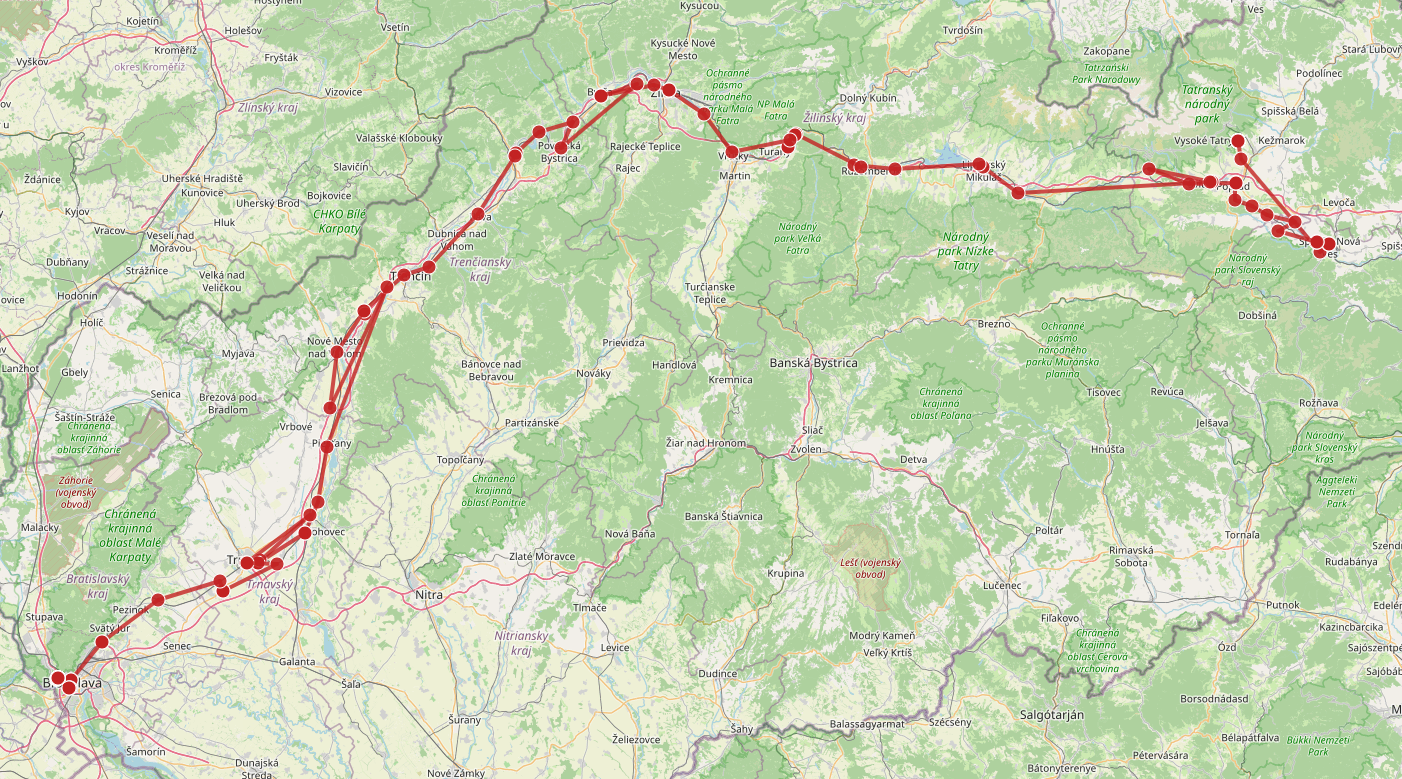 Kojetín
Hostýnem
Kysucou
Ves
Holešov
Vsetín
Tvrdošín
Kroměříž
Kysucké Nové
Mesto
Zakopane
Stará Ľubovň
Vyškov
okres Kroměříž
Fryšták
Tatrzański
Park Narodowy
Podolínec
Vizovice
Ochranné
pásmo
národného
parku Malá
Fatra
Dolný Kubín
Tatranský
národný
park
Zlínský kraj
NP Malá
Fatra
Žilinský kraj
Spišská Belá
Valašské Klobouky
Rajecké Teplice
Vysoké Tatry
Kežmarok
Považská
Bystrica
Turany
Slavičín
Rajec
Martin
Ždánice
Uherské Hradiště
Kunovice
Bojkovice
Uherský Brod
Levoča
Kyjov
Hluk
CHKO Bílé
Karpaty
Vracov
Veselí nad
Moravou
Dubnica nad
Váhom
Národný
park Veľká
Fatra
Národný
park Nízke
Tatry
Nová
Dubňany
Strážnice
Velká nad
Veličkou
Trenčiansky
kraj
Národný
park Slovenský
raj
Hodonín
Turčianske
Teplice
Dobšiná
Holíč
Brezno
Ochranné
pásmo
národného
parku Muránska
planina
Nové Mesto
Myjava
Prievidza
Lanžhot
Gbely
Bánovce nad
Bebravou
Handlová
Banská Bystrica
Nováky
Kremnica
Senica
Brezová pod
Bradlom
Chránená
krajinná
oblasť Poľana
Tisovec
Revúca
Rožňava
Šaštín-Stráže
Chránená
krajinná
oblasť Záhorie
Vrbové
Partizánske
Jelšava
Sliač
Žiar nad Hronom
Zvolen
Národný
park Slovenský
kras
Topoľčany
Detva
Hnúšťa
Záhorie
(vojenský
obvod)
Chránená
krajinná
oblasť Ponitrie
Aggteleki
Nemzeti
Park
Malacky
Chránená
krajinná
oblasť Malé
Karpaty
Banská Štiavnica
Nová Baňa
Poltár
Tornaľa
Zlaté Moravce
Rimavská
Sobota
Lešť (vojenský
obvod)
Rudabánya
Bratislavský
kraj
Trnavský
kraj
Krupina
Lučenec
Nitra
Putnok
Pezinok
Stupava
Tlmače
Fiľakovo
Svätý Jur
Nitriansky
kraj
Modrý Kameň
Chránená
krajinná
oblasť Cerová
vrchovina
Kazincbarcika
Senec
Levice
Veľký Krtíš
Ózd
Galanta
Dudince
Šaľa
Borsodnádasd
Salgótarján
Šurany
Šahy
Balassagyarmat
Szécsény
Želiezovce
Bélapátfalva
Bükki Nemzeti
Park
Šamorín
Dunajská
Streda
Nové Zámky
Pétervására
Bátonyterenye